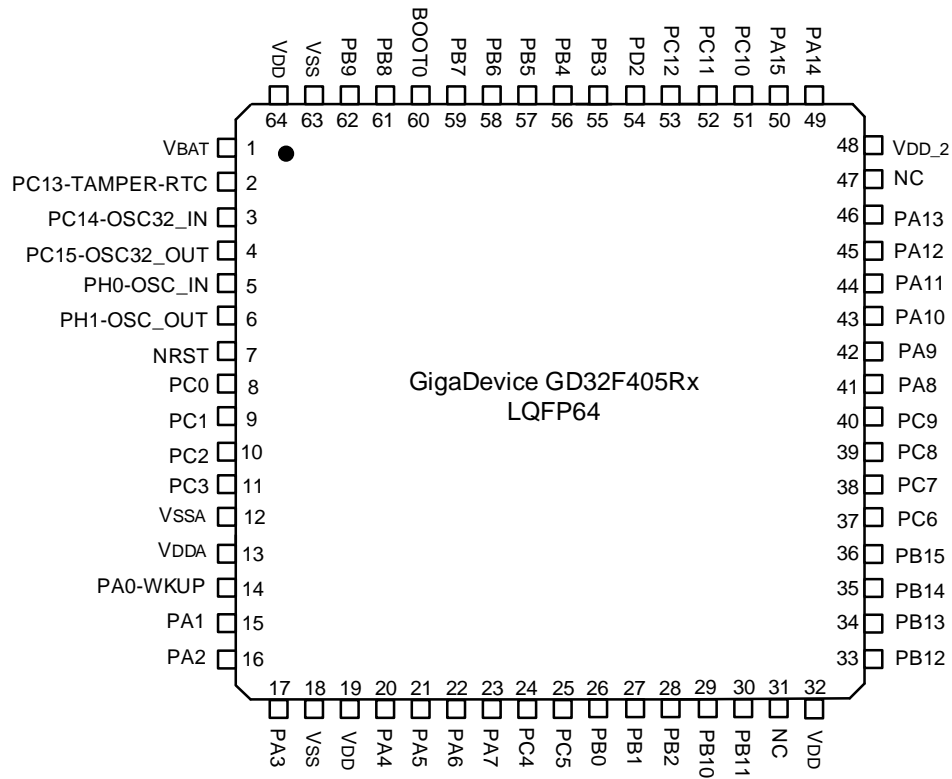 VDD
VSS
PB9
PB8
BOOT0
PB7
PB6
PB5
PB4
PB3
PD2
PC12
PC11
PC10
PA15
PA14
64 63 62 61 60 59 58 57 56 55 54 53 52 51 50 49
VBAT 1
PC13-TAMPER-RTC 2
PC14-OSC32_IN 3
PC15-OSC32_OUT 4
PH0-OSC_IN 5
PH1-OSC_OUT 6
NRST 7
PC0 8
PC1 9
PC2 10
PC3 11
VSSA 12
VDDA 13
PA0-WKUP 14
PA1 15
PA2 16
GigaDevice GD32F405Rx
LQFP64
48 VDD_2
47 NC
46 PA13
45 PA12
44 PA11
43 PA10
42 PA9
41 PA8
40 PC9
39 PC8
38 PC7
37 PC6
36 PB15
35 PB14
34 PB13
33 PB12
17 18 19 20 21 22 23 24 25 26 27 28 29 30 31 32
PA3
VSS
VDD
PA4
PA5
PA6
PA7
PC4
PC5
PB0
PB1
PB2
PB10
PB11
NC
VDD